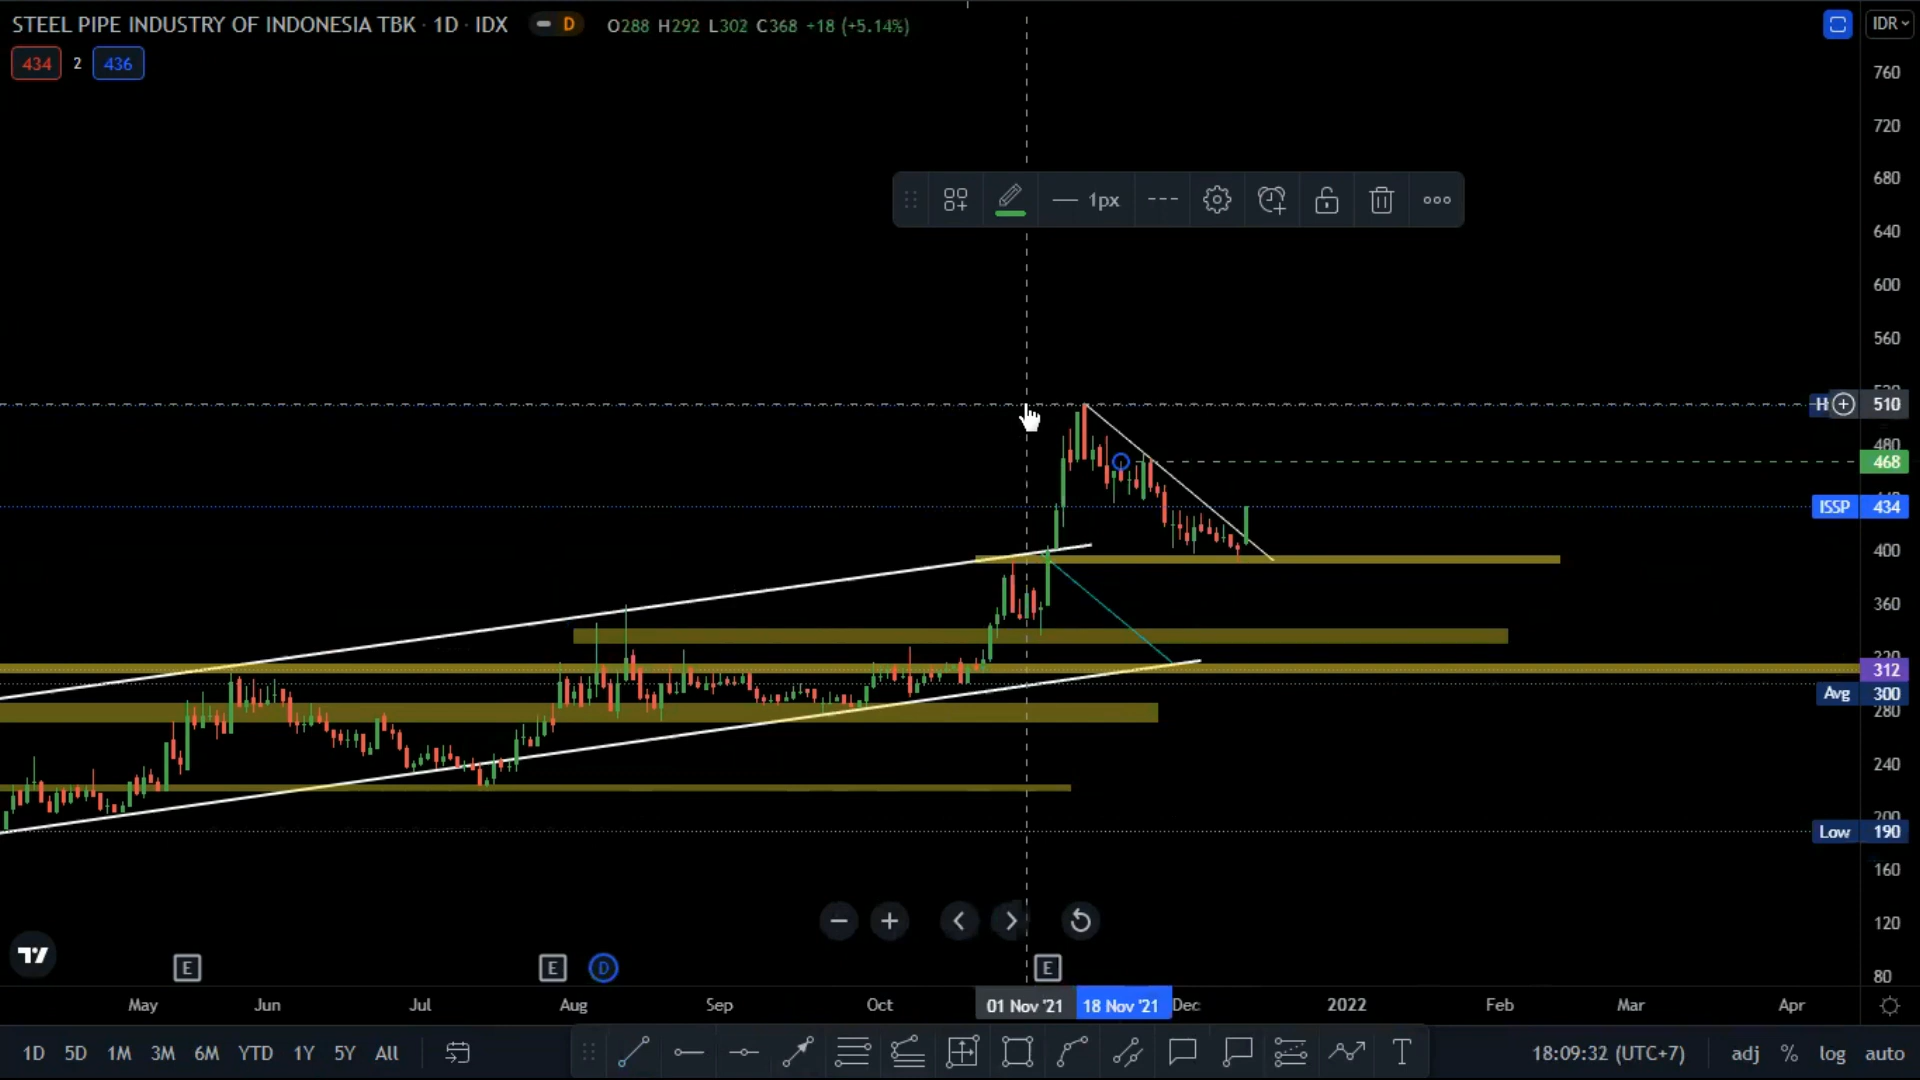 STEEL PIPE INDUSTRY OF INDONESIA TBK · 1D · IDX D O288 H292 L302 C368 +18 (+5.14%)
IDR
434 2 436
760
720
680
1px
640
600
560
H 510
480
468
ISSP 434
400
360
312
Avg 300
280
240
200
Low 190
160
120
E E D E
80
May Jun Jul Aug Sep Oct 01 Nov '21 18 Nov '21 Dec 2022 Feb Mar Apr
1D 5D 1M 3M 6M YTD 1Y 5Y All T 18:09:32 (UTC+7) adj % log auto